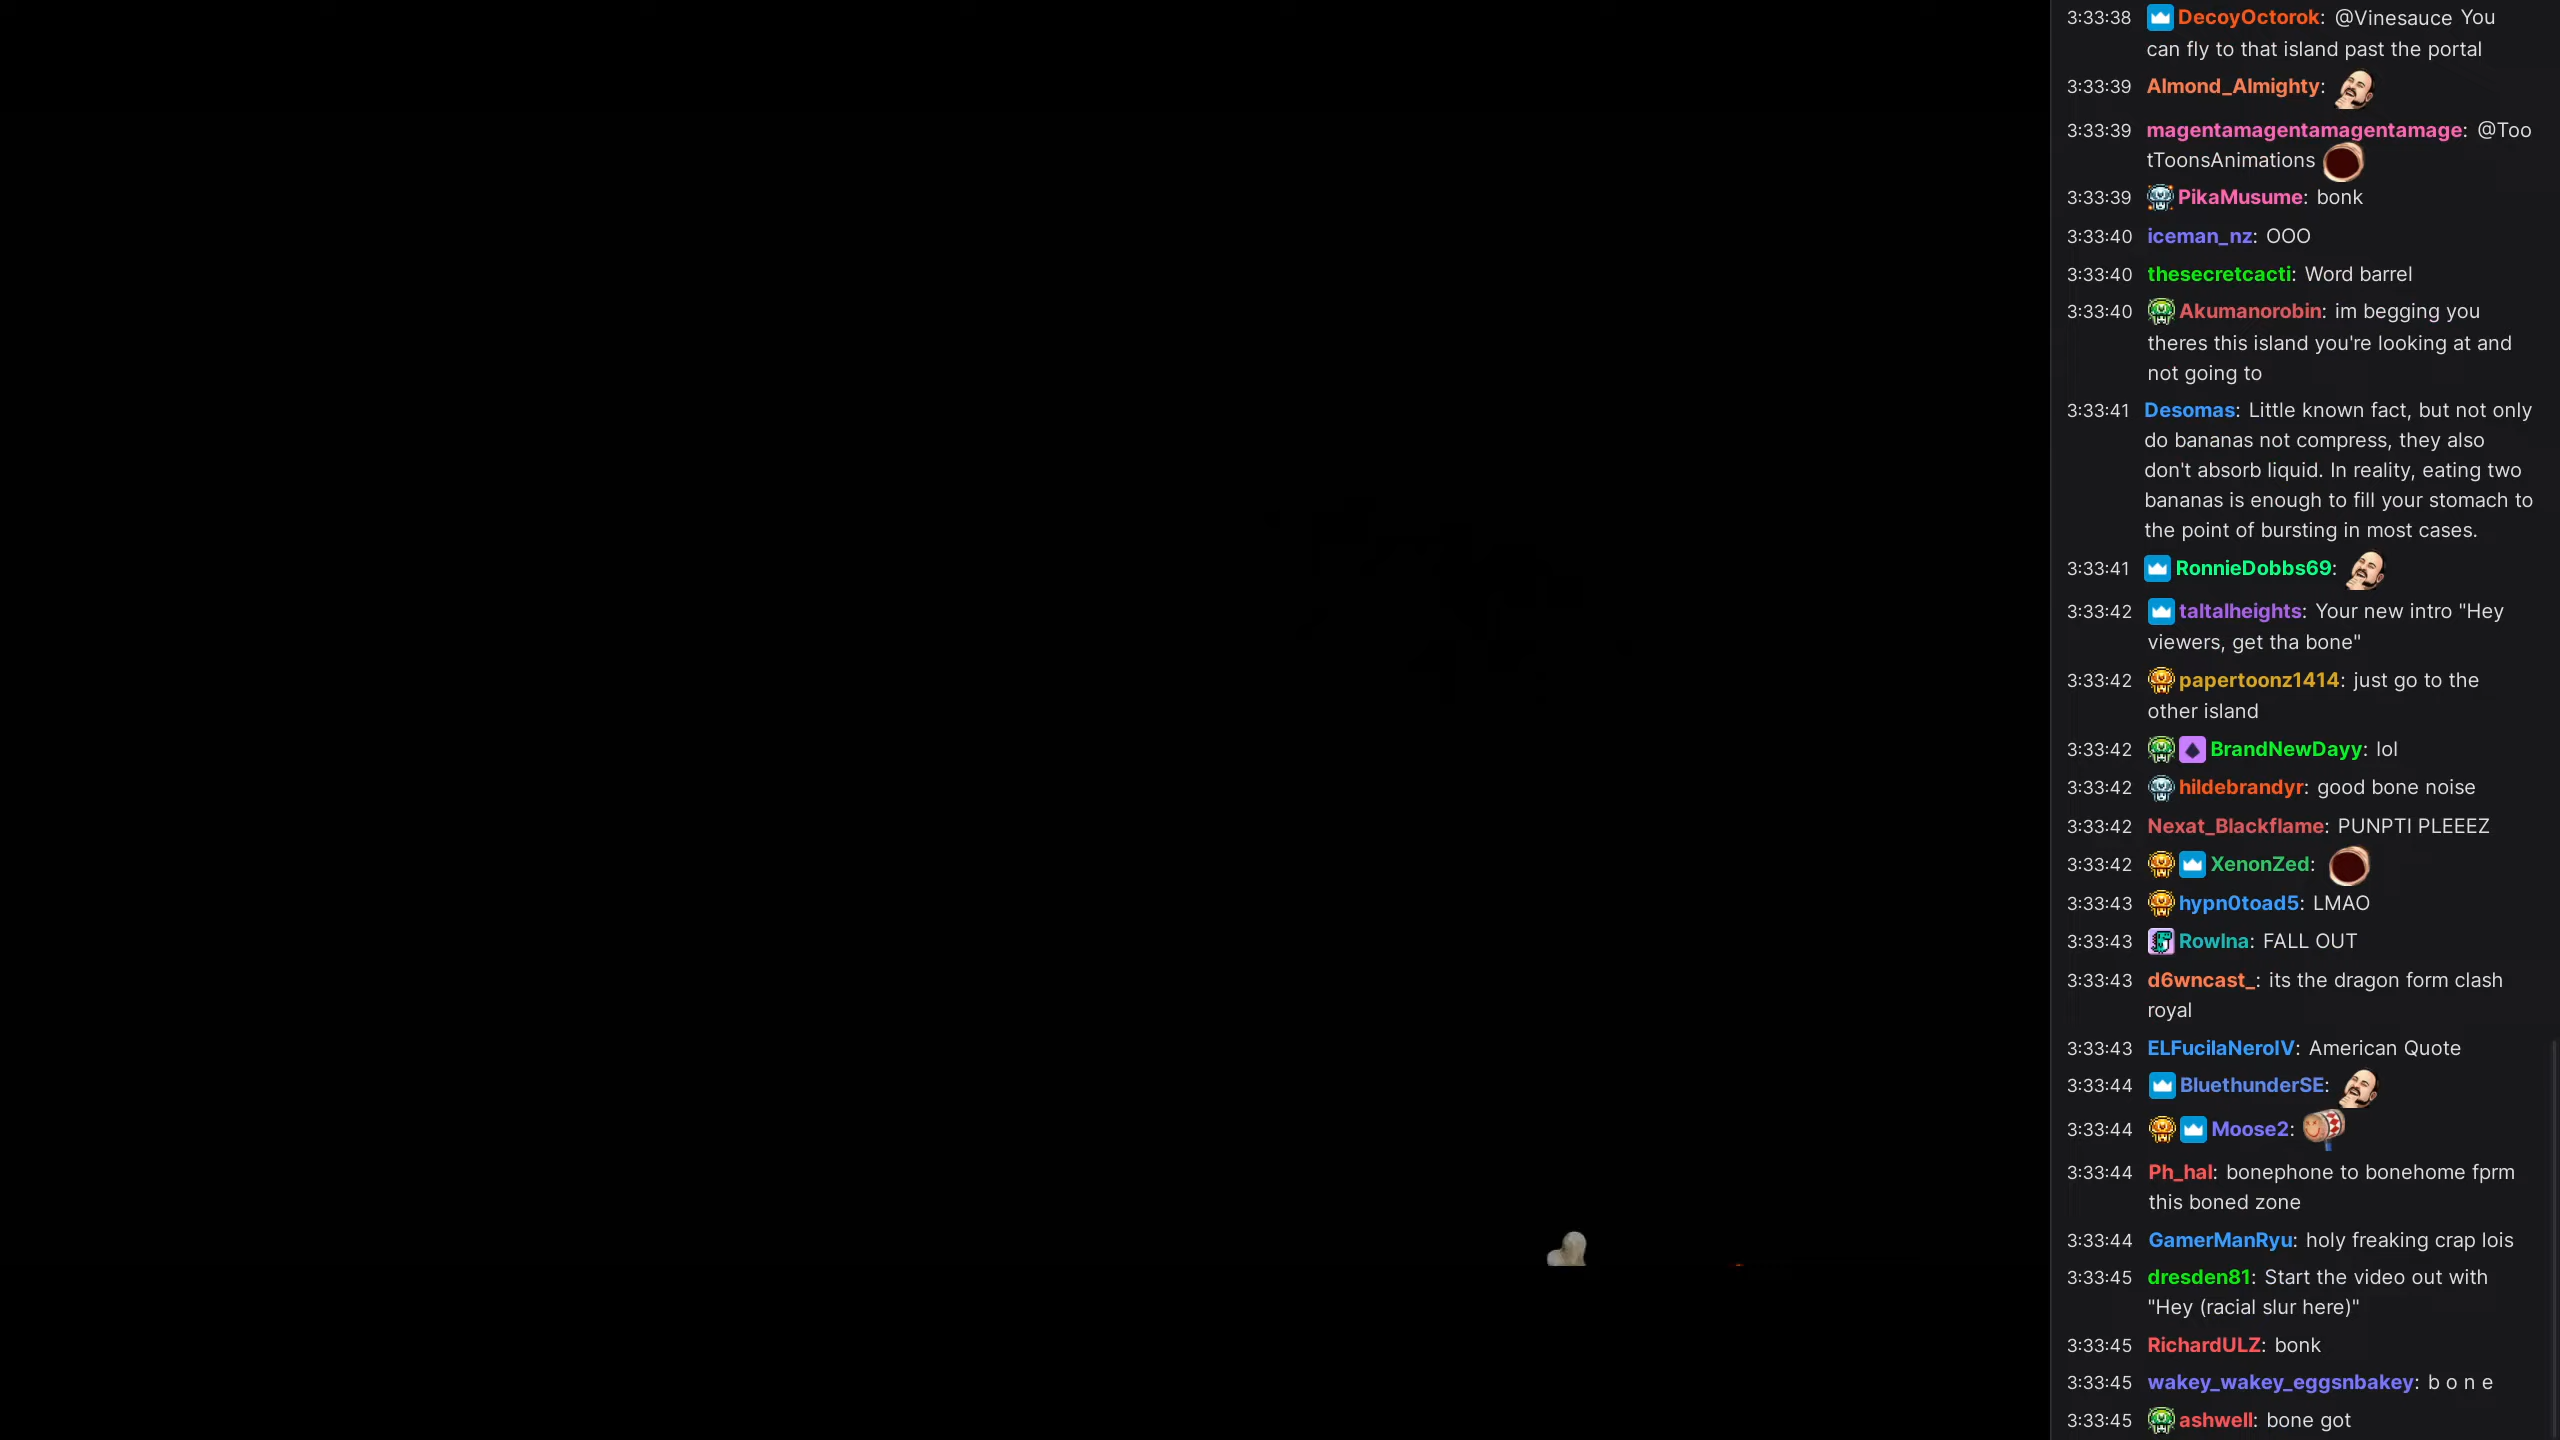 3:33:38 DecoyOctorok: @Vinesauce You
can fly to that island past the portal
3:33:39 Almond_Almighty:
3:33:39 magentamagentamagentamage: @Too
tToonsAnimations
3:33:39 PikaMusume: bonk
3:33:40 iceman_nz: OOO
3:33:40 thesecretcacti: Word barrel
3:33:40 Akumanorobin: im begging you
theres this island you're looking at and
not going to
3:33:41 Desomas: Little known fact, but not only
do bananas not compress, they also
don't absorb liquid. In reality, eating two
bananas is enough to fill your stomach to
the point of bursting in most cases.
3:33:41 RonnieDobbs69:
3:33:42 taltalheights: Your new intro "Hey
viewers, get tha bone"
3:33:42 papertoonz1414: just go to the
other island
3:33:42 BrandNewDayy: lol
3:33:42 hildebrandyr: good bone noise
3:33:42 Nexat_Blackflame: PUNPTI PLEEEZ
3:33:42 XenonZed:
3:33:43 hypn0toad5: LMAO
3:33:43 Rowlna: FALL OUT
3:33:43 d6wncast_: its the dragon form clash
royal
3:33:43 ELFucilaNeroIV: American Quote
3:33:44 BluethunderSE:
3:33:44 Moose2:
3:33:44 Ph_hal: bonephone to bonehome fprm
this boned zone
3:33:44 GamerManRyu: holy freaking crap lois
3:33:45 dresden81: Start the video out with
"Hey (racial slur here)"
3:33:45 RichardULZ: bonk
3:33:45 wakey_wakey_eggsnbakey: b o n e
3:33:45 ashwell: bone got